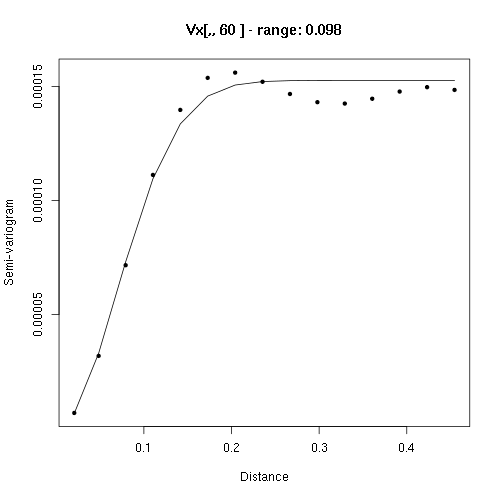 Vx[,, 60 ] - range: 0.098
0.00015
0.00010
0.00005
Semi-variogram
0.1 0.2 0.3 0.4
Distance